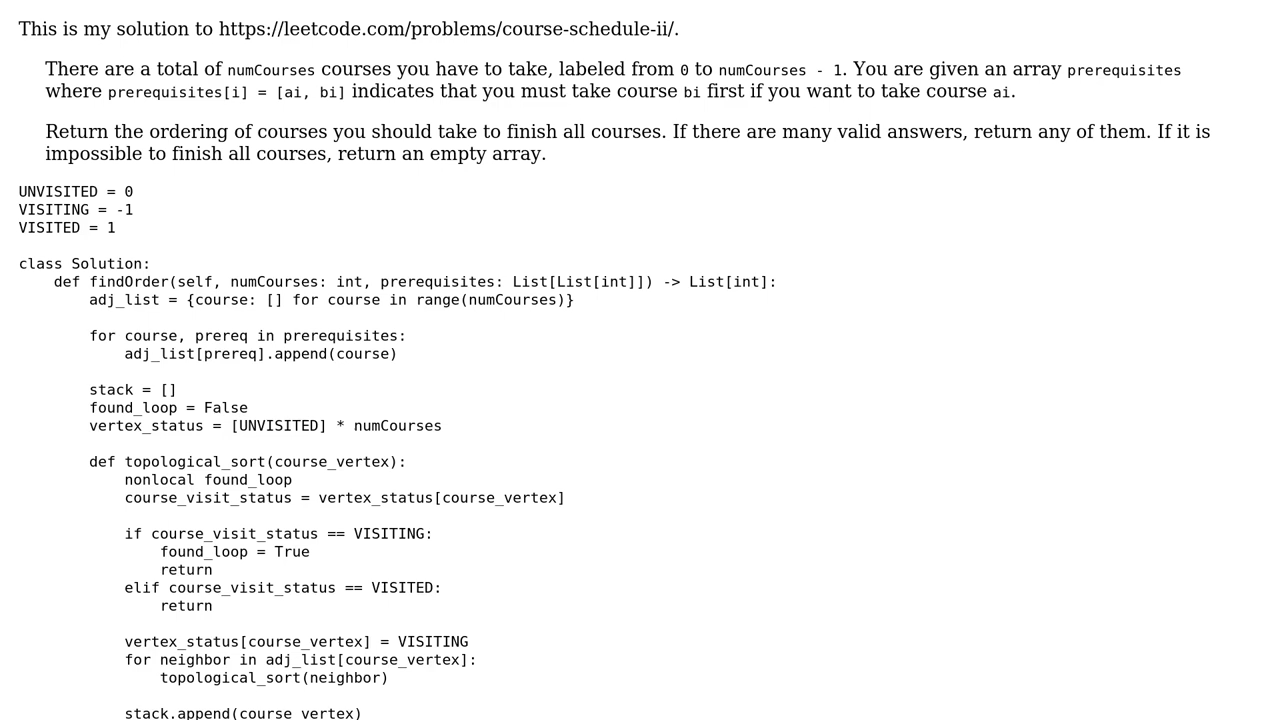 This is my solution to https://leetcode.com/problems/course-schedule-ii/.
There are a total of numCourses courses you have to take, labeled from 0 to numCourses - 1. You are given an array prerequisites
where prerequisites[i] = [ai, bi] indicates that you must take course bi first if you want to take course ai.
Return the ordering of courses you should take to finish all courses. If there are many valid answers, return any of them. If it is
impossible to finish all courses, return an empty array.
UNVISITED = 0
VISITING = -1
VISITED = 1
class Solution:
    def findOrder(self, numCourses: int, prerequisites: List[List[int]]) -> List[int]:
        adj_list = {course: [] for course in range(numCourses)}
        for course, prereq in prerequisites:
            adj_list[prereq].append(course)
        stack = []
        found_loop = False
        vertex_status = [UNVISITED] * numCourses
        def topological_sort(course_vertex):
            nonlocal found_loop
            course_visit_status = vertex_status[course_vertex]
            if course_visit_status == VISITING:
                found_loop = True
                return
            elif course_visit_status == VISITED:
                return
            vertex_status[course_vertex] = VISITING
            for neighbor in adj_list[course_vertex]:
                topological_sort(neighbor)
            stack.append(course_vertex)